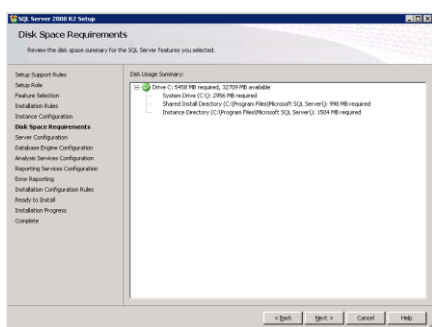 SQL Server 2008 R2 Setup
Disk Space Requirements
Review the disk space summary for the SQL Server features you selected.
Setup Support Rules
Setup Role
Feature Selection
Installation Rules
Instance Configuration
Disk Space Requirements
Server Configuration
Database Engine Configuration
Analysis Services Configuration
Reporting Services Configuration
Error Reporting
Installation Configuration Rules
Ready to Install
Installation Progress
Complete
Disk Usage Summary:
Drive C: 5458 MB required, 32709 MB available
System Drive (C:\): 2956 MB required
Shared Install Directory (C:\Program Files\Microsoft SQL Server\): 998 MB required
Instance Directory (C:\Program Files\Microsoft SQL Server\): 1504 MB required
< Back Next > Cancel Help